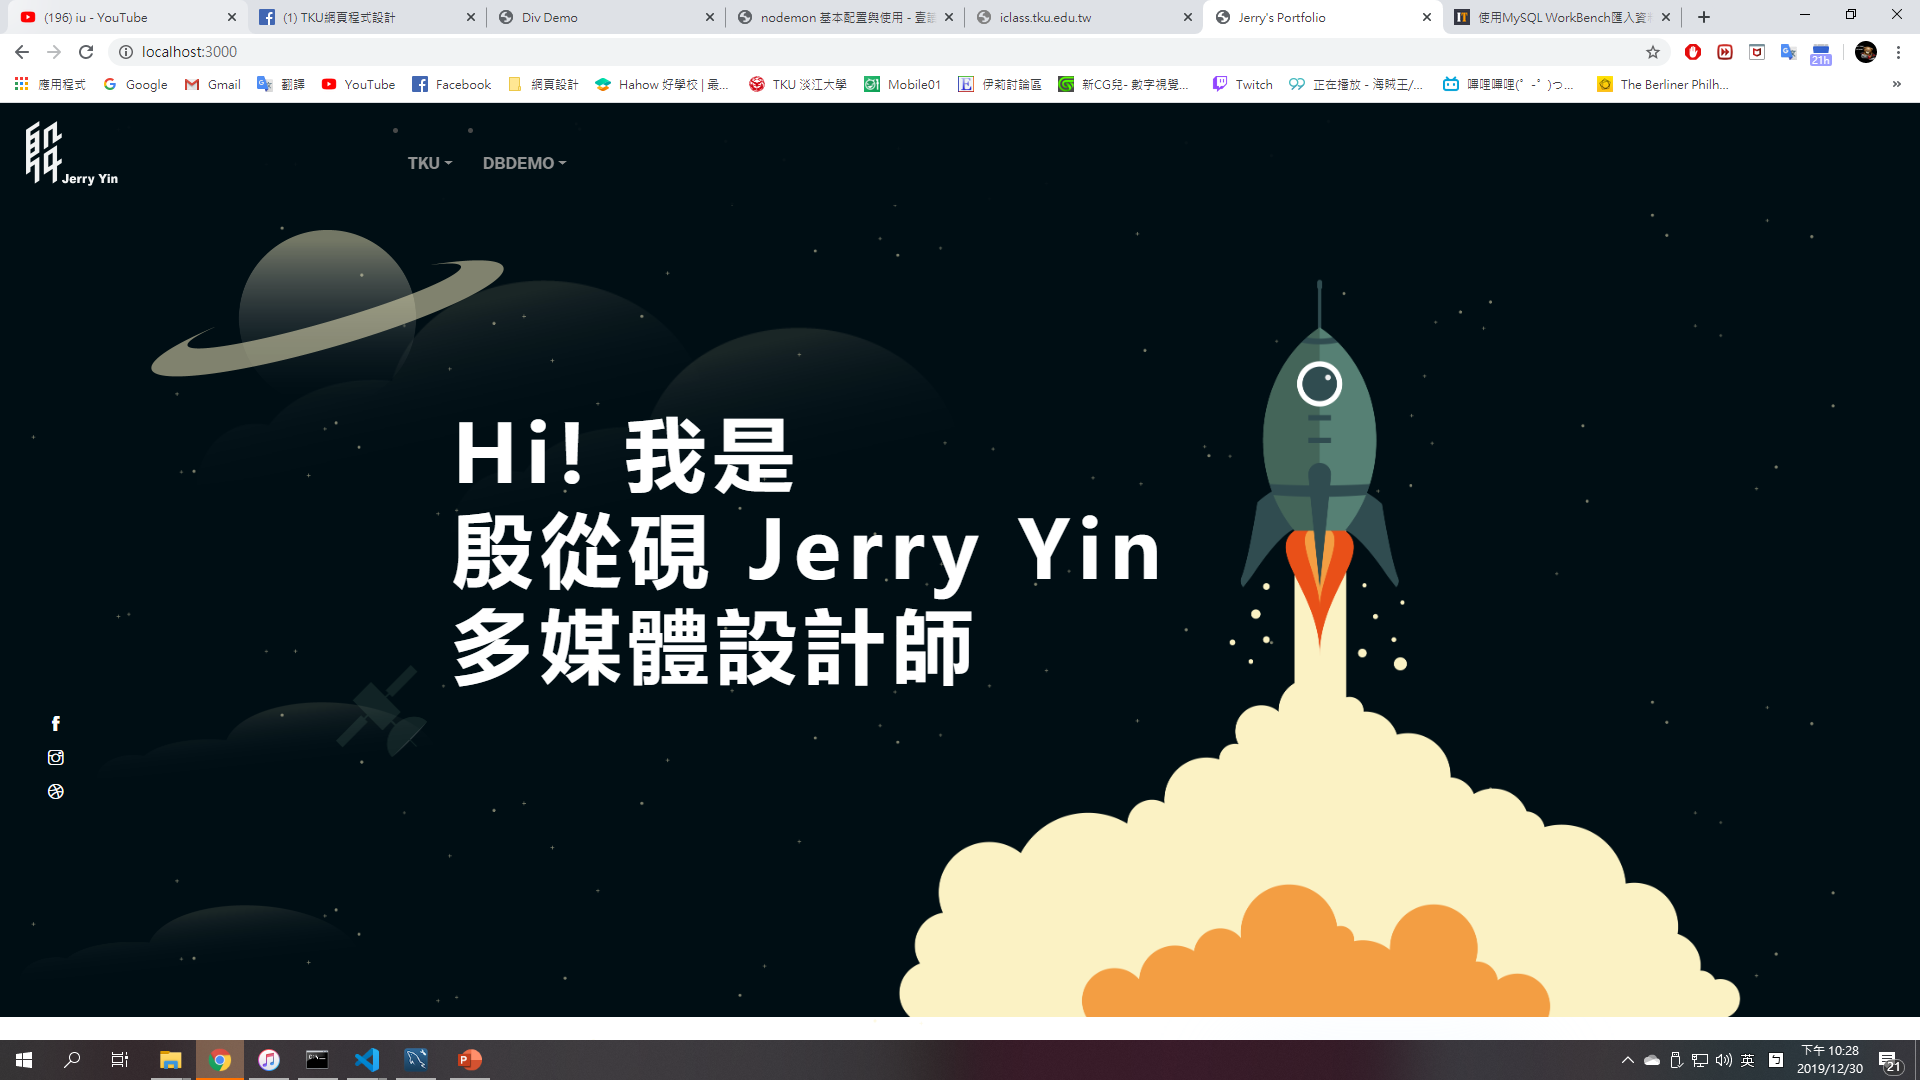 (196) iu - YouTube
(1) TKU網頁程式設計
Div Demo
nodemon 基本配置與使用 - 壹讀
iclass.tku.edu.tw
Jerry's Portfolio
使用MySQL WorkBench匯入資
localhost:3000
21h
應用程式
Google
Gmail
翻譯
YouTube
Facebook
網頁設計
Hahow 好學校 | 最...
TKU 淡江大學
Mobile01
伊莉討論區
新CG兒- 數字視覺...
Twitch
正在播放 - 海賊王/...
嗶哩嗶哩(゜-゜)つ...
The Berliner Philh...
Jerry Yin
TKU
DBDEMO
Hi! 我是
殷從硯 Jerry Yin
多媒體設計師
英
下午 10:28
2019/12/30
21